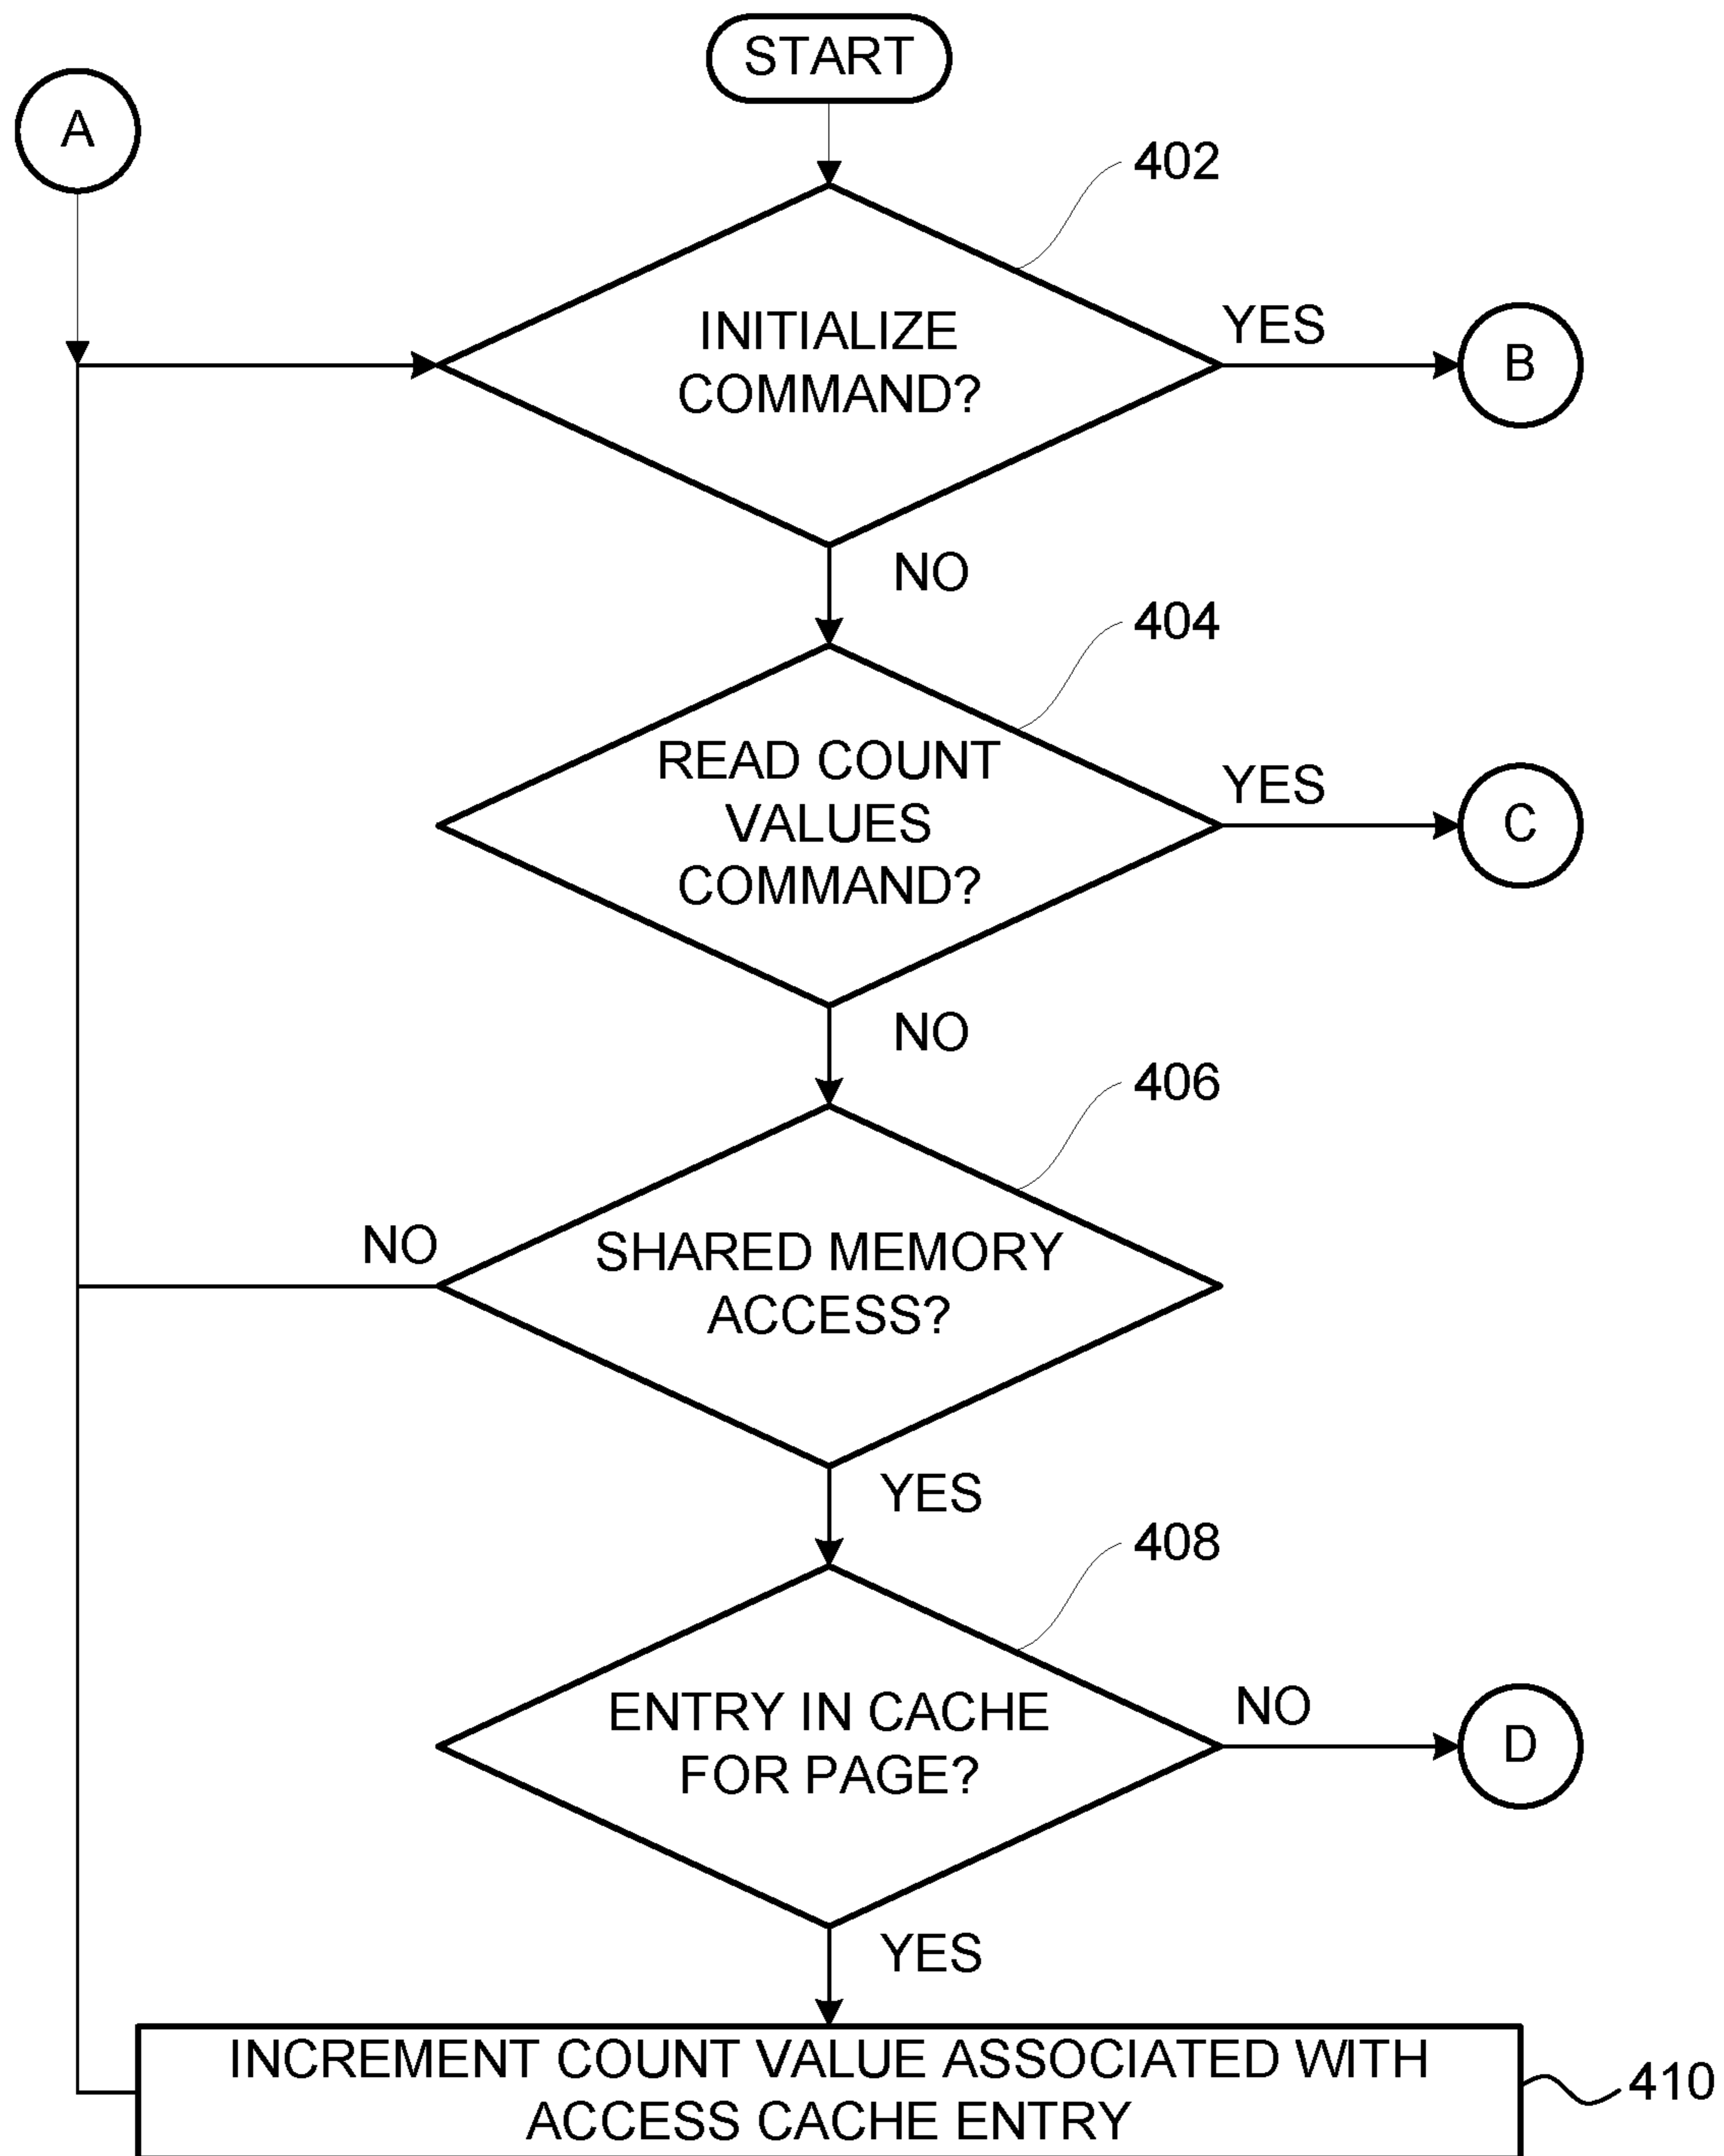 START
A
402
INITIALIZE
COMMAND?
YES
B
NO
404
READ COUNT
VALUES
COMMAND?
YES
C
NO
406
NO
SHARED MEMORY
ACCESS?
YES
408
ENTRY IN CACHE
FOR PAGE?
NO
D
YES
INCREMENT COUNT VALUE ASSOCIATED WITH
ACCESS CACHE ENTRY
410